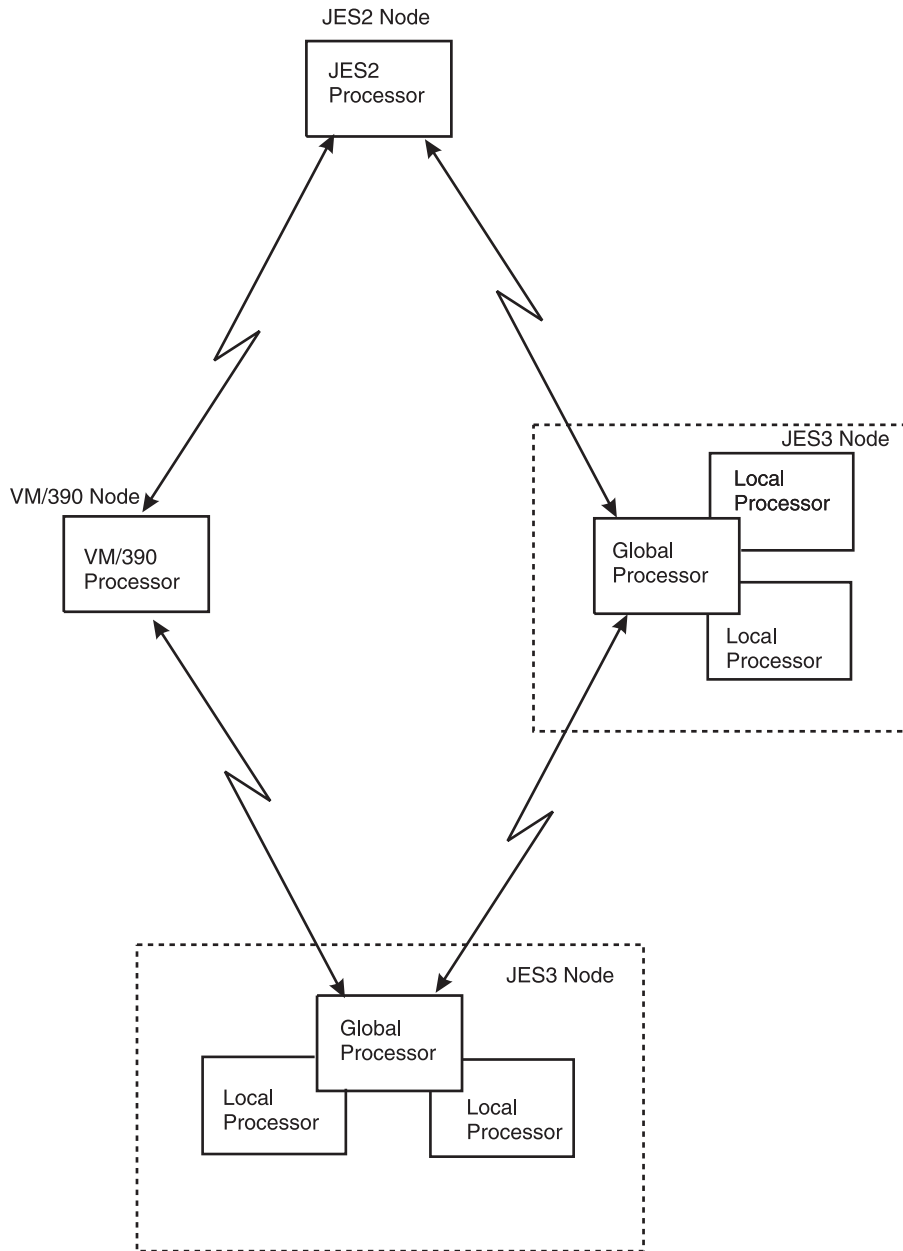 JES2 Node
JES2
Processor
JES3 Node
Local
Processor
VM/390 Node
Global
Processor
VM/390
Processor
Local
Processor
JES3 Node
Global
Processor
Local
Processor
Local
Processor